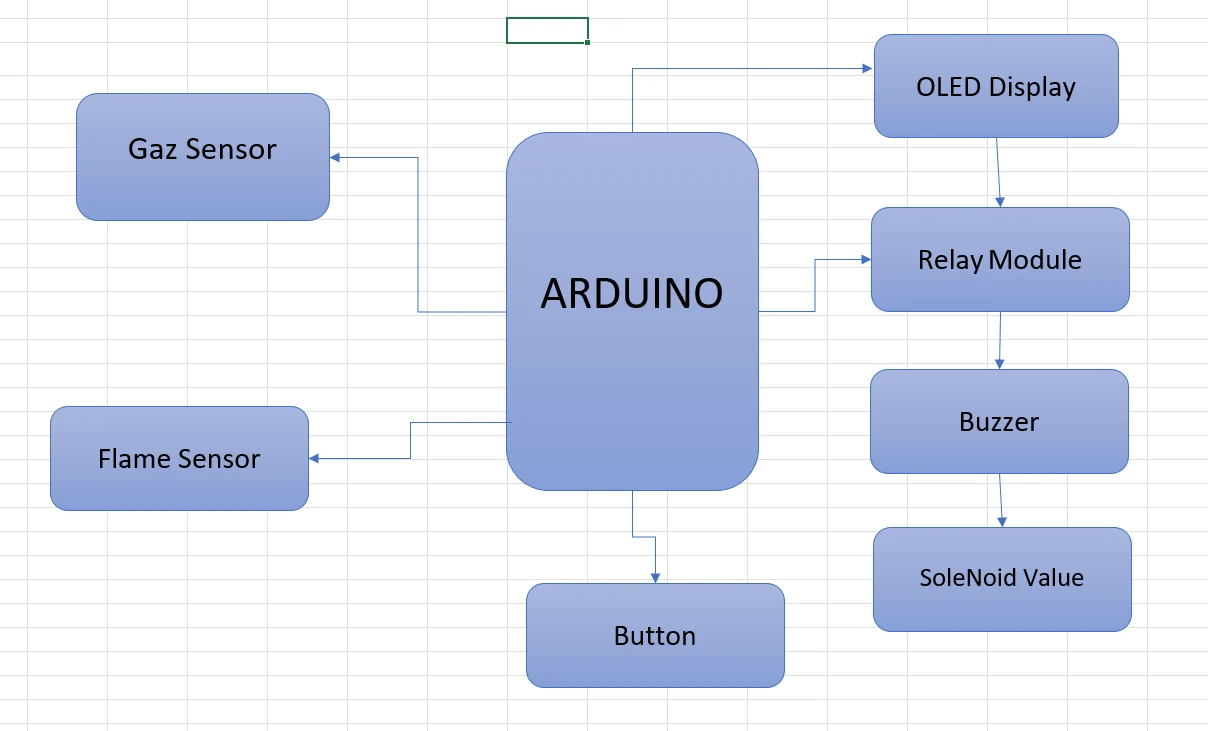 OLED Display
Gaz Sensor
Relay Module
ARDUINO
Buzzer
Flame Sensor
SoleNoid Value
Button